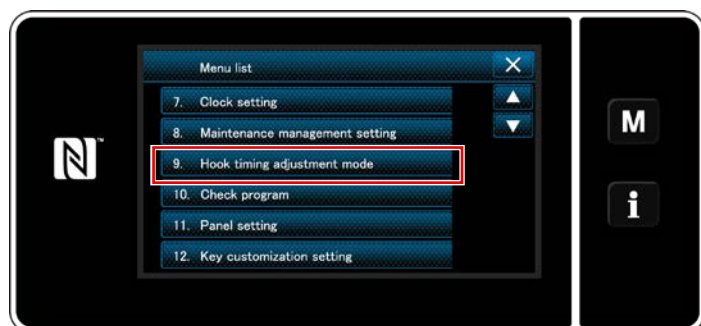 Menu list
7. Clock setting
8. Maintenance management setting
9. Hook timing adjustment mode
10. Check program
11. Panel setting
12. Key customization setting
M
i